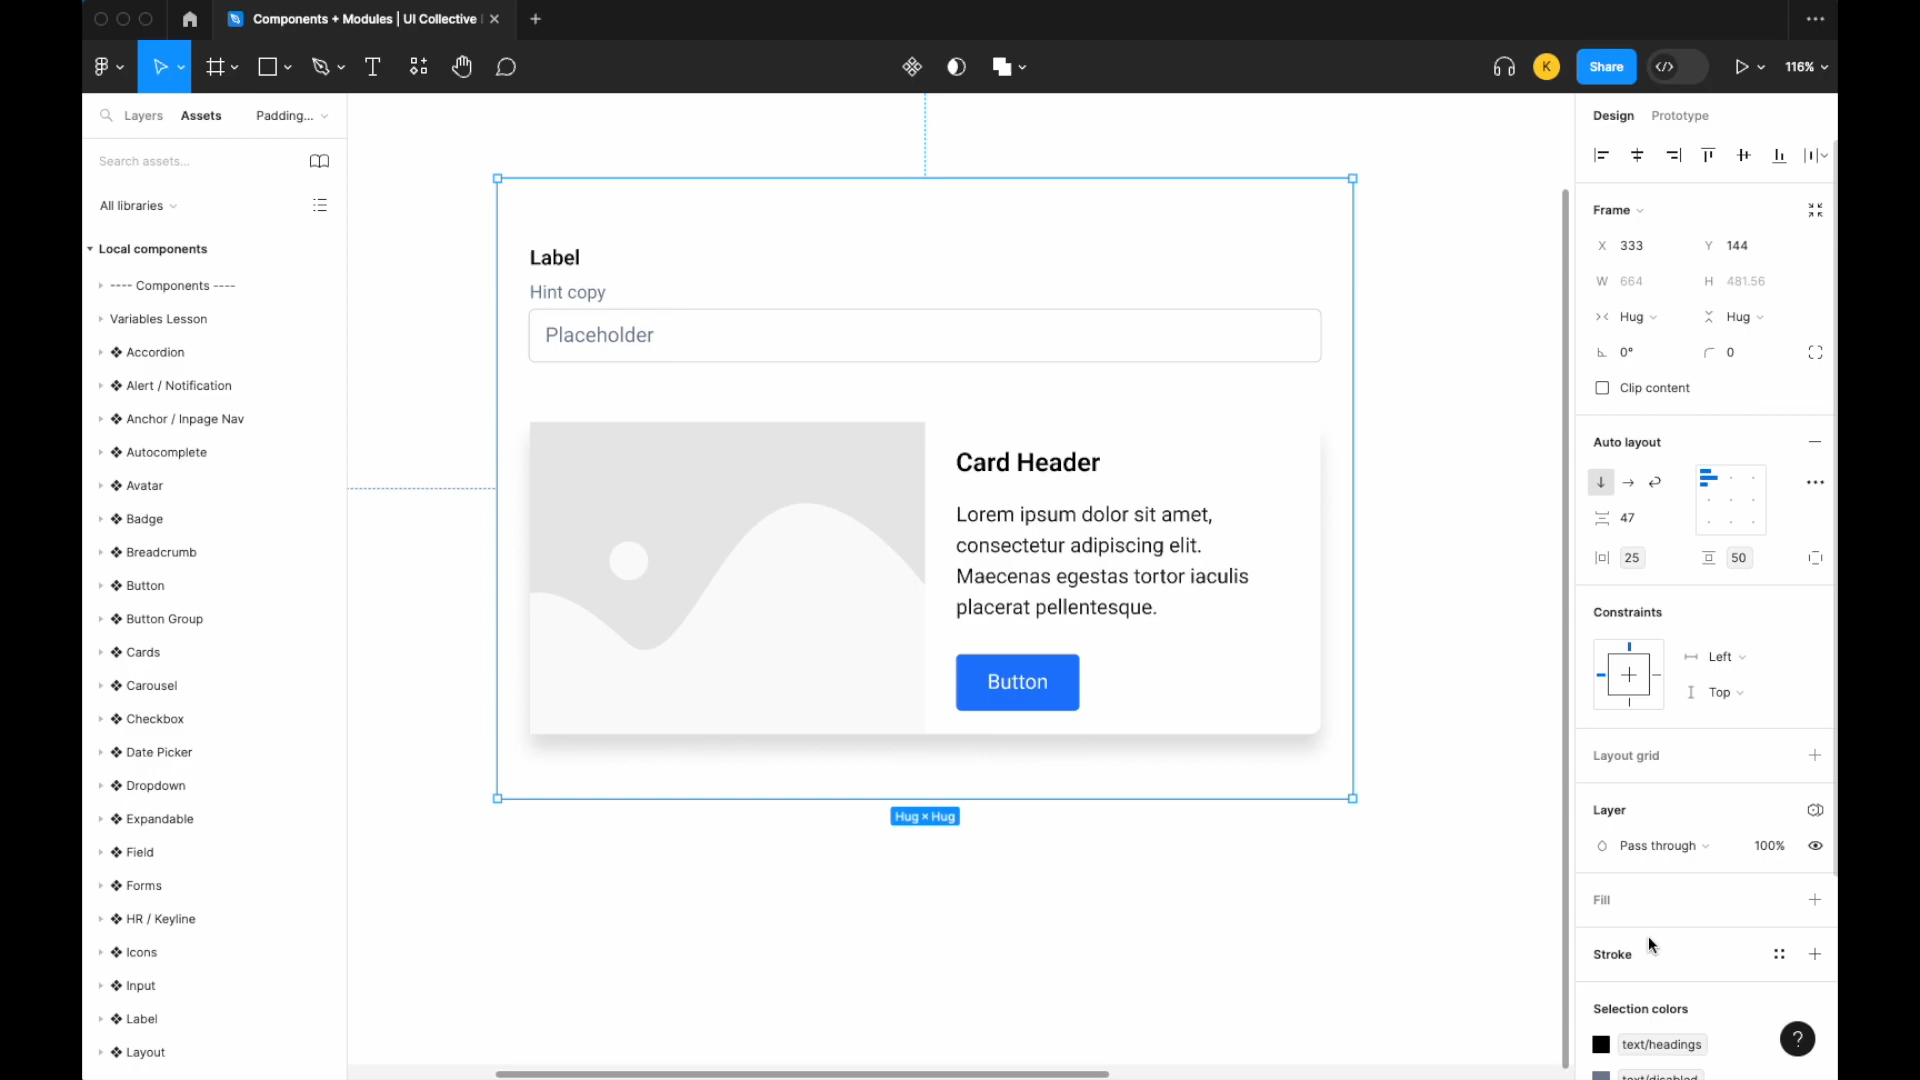 Components + Modules | UI Collective
K
Share
116%
Layers
Assets
Padding...
Search assets...
All libraries
Local components
---- Components ----
Variables Lesson
Accordion
Alert / Notification
Anchor / Inpage Nav
Autocomplete
Avatar
Badge
Breadcrumb
Button
Button Group
Cards
Carousel
Checkbox
Date Picker
Dropdown
Expandable
Field
Forms
HR / Keyline
Icons
Input
Label
Layout
Label
Hint copy
Placeholder
Card Header
Lorem ipsum dolor sit amet,
consectetur adipiscing elit.
Maecenas egestas tortor iaculis
placerat pellentesque.
Button
Hug × Hug
Design
Prototype
Frame
X 333
Y 144
W 664
H 481.56
Hug
Hug
0°
0
Clip content
Auto layout
47
25
50
Constraints
Left
Top
Layout grid
Layer
Pass through
100%
Fill
Stroke
Selection colors
text/headings
text/disabled
?